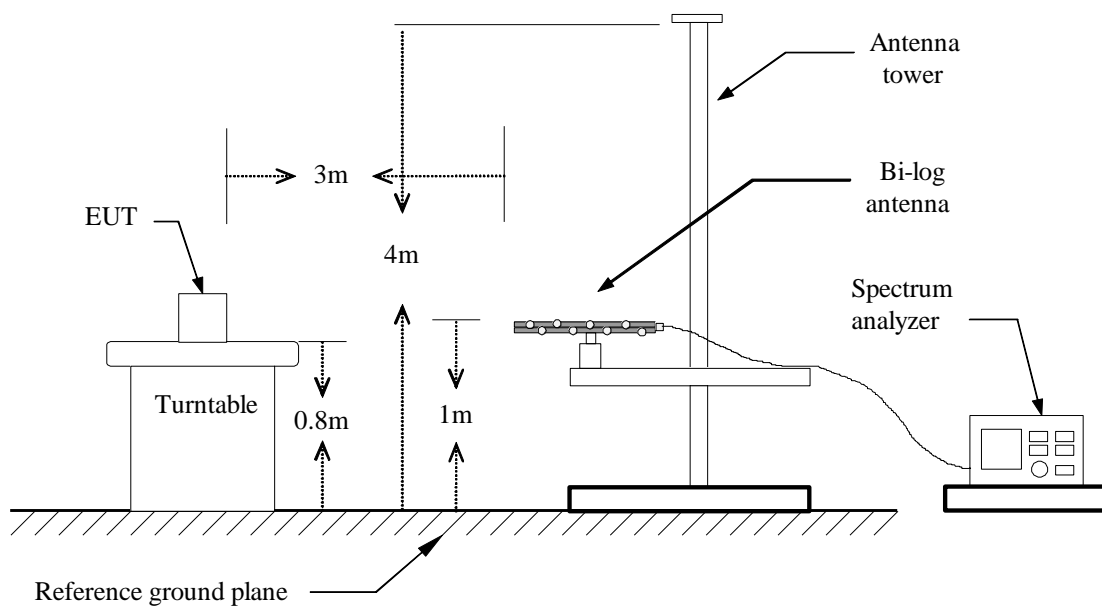 Antenna
tower
3m
Bi-log
antenna
EUT
4m
Spectrum
analyzer
Turntable
0.8m
1m
Reference ground plane